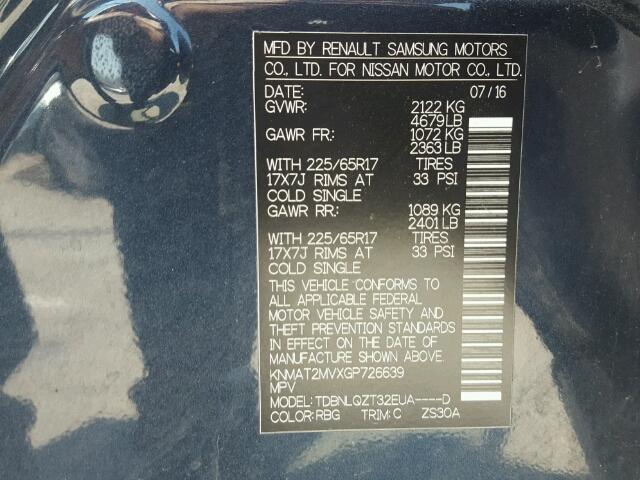 MFD BY RENAULT SAMSUNG MOTORS
CO., LTD. FOR NISSAN MOTOR CO., LTD.
DATE: 07/16
GVWR: 2122 KG
4679 LB
GAWR FR: 1072 KG
2363 LB
WITH 225/65R17 TIRES
17X7J RIMS AT 33 PSI
COLD SINGLE
GAWR RR: 1089 KG
2401 LB
WITH 225/65R17 TIRES
17X7J RIMS AT 33 PSI
COLD SINGLE
THIS VEHICLE CONFORMS TO
ALL APPLICABLE FEDERAL
MOTOR VEHICLE SAFETY AND
THEFT PREVENTION STANDARDS
IN EFFECT ON THE DATE OF
MANUFACTURE SHOWN ABOVE.
KNMAT2MVXGP726639
MPV
MODEL: TDBNLQZT32EUA----D
COLOR: RBG TRIM: C ZS30A